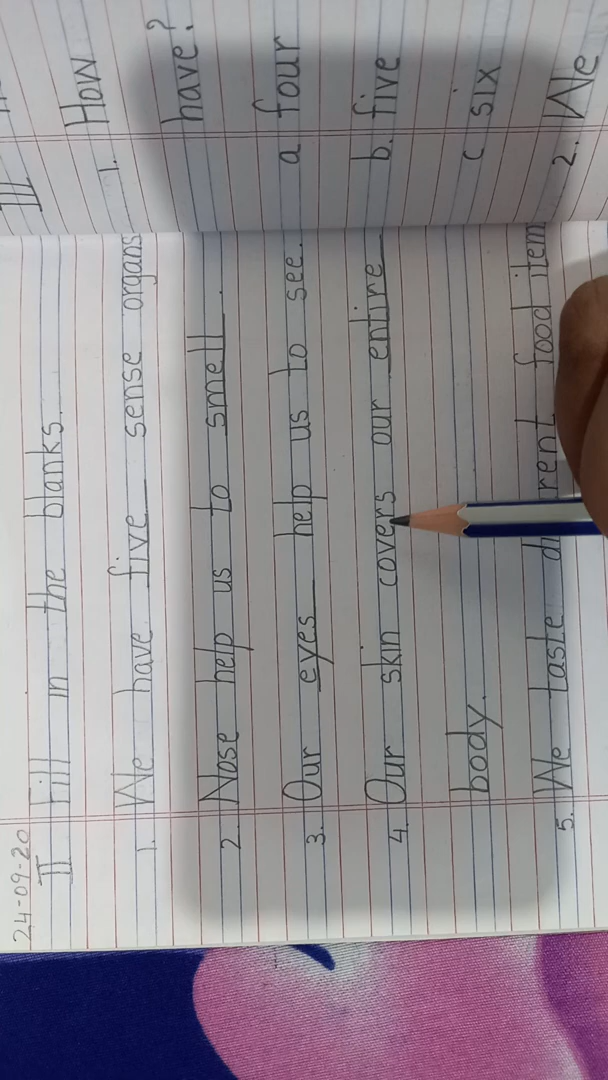 24-09-20
II Fill in the blanks.
1. We have five sense organs
2. Nose help us to smell.
3. Our eyes help us to see.
4. Our skin covers our entire
body.
5. We taste food item
III
1. How
have?
a four
b. five
c six
2. We